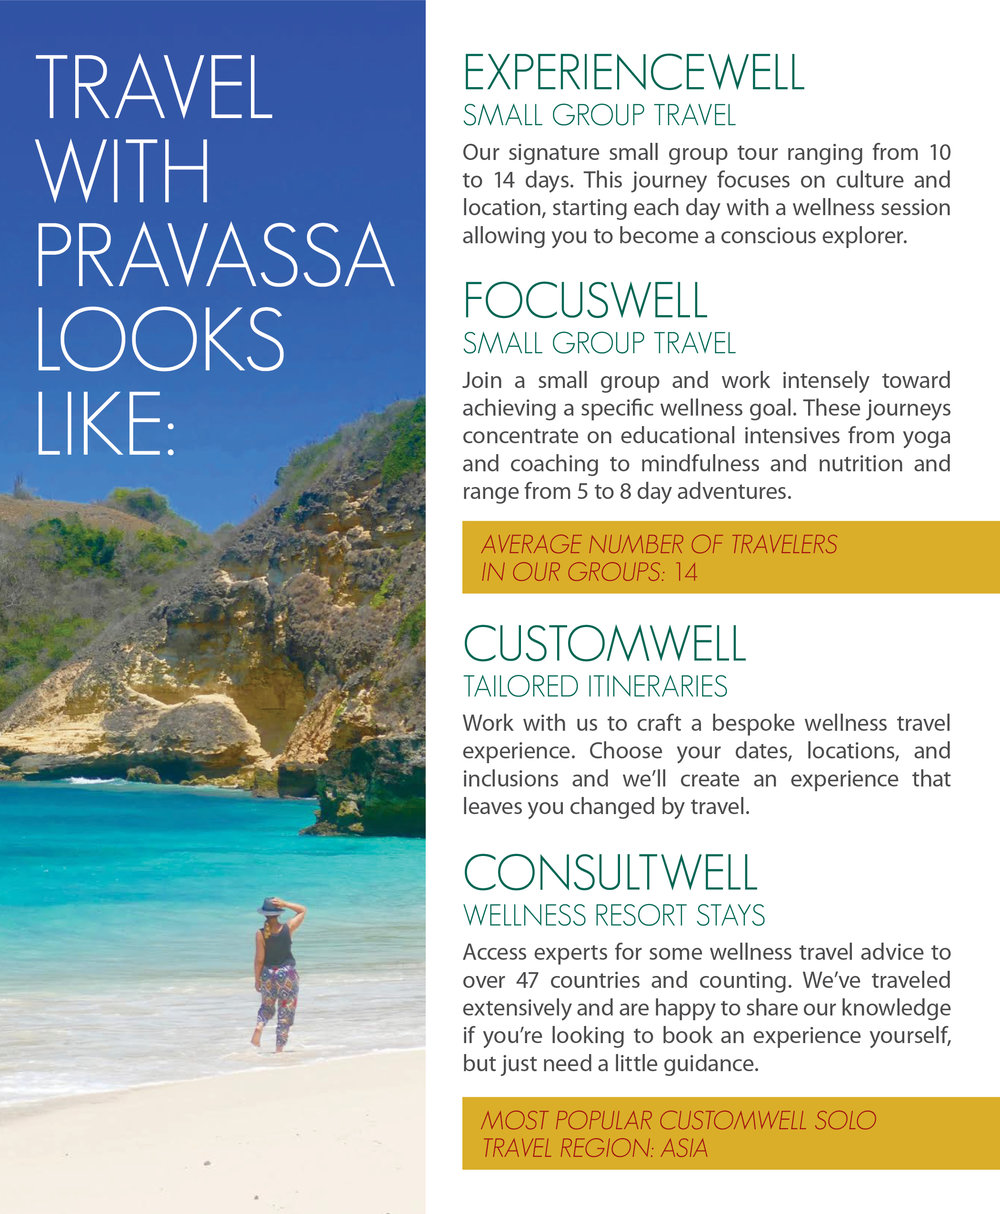 TRAVEL
WITH
PRAVASSA
LOOKS
LIKE:
EXPERIENCEWELL
SMALL GROUP TRAVEL
Our signature small group tour ranging from 10
to 14 days. This journey focuses on culture and
location, starting each day with a wellness session
allowing you to become a conscious explorer.
FOCUSWELL
SMALL GROUP TRAVEL
Join a small group and work intensely toward
achieving a specific wellness goal. These journeys
concentrate on educational intensives from yoga
and coaching to mindfulness and nutrition and
range from 5 to 8 day adventures.
AVERAGE NUMBER OF TRAVELERS
IN OUR GROUPS: 14
CUSTOMWELL
TAILORED ITINERARIES
Work with us to craft a bespoke wellness travel
experience. Choose your dates, locations, and
inclusions and we'll create an experience that
leaves you changed by travel.
CONSULTWELL
WELLNESS RESORT STAYS
Access experts for some wellness travel advice to
over 47 countries and counting. We've traveled
extensively and are happy to share our knowledge
if you're looking to book an experience yourself,
but just need a little guidance.
MOST POPULAR CUSTOMWELL SOLO
TRAVEL REGION: ASIA